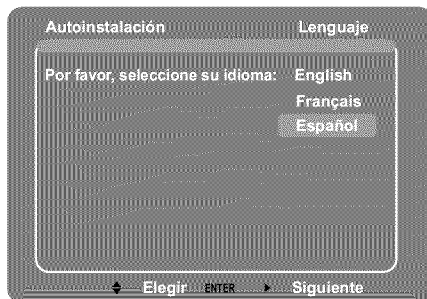 Autoinstalación Lenguaje
Por favor, seleccione su idioma: English
Français
Español
Elegir ENTER Siguiente